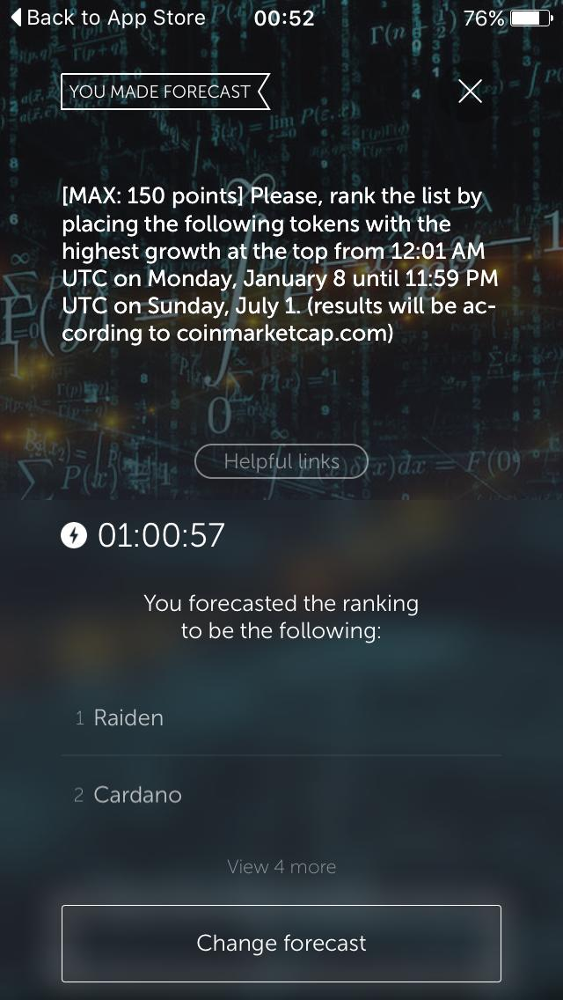 Back to App Store 00:52 76%
YOU MADE FORECAST
[MAX: 150 points] Please, rank the list by
placing the following tokens with the
highest growth at the top from 12:01 AM
UTC on Monday, January 8 until 11:59 PM
UTC on Sunday, July 1. (results will be ac-
cording to coinmarketcap.com)
Helpful links
01:00:57
You forecasted the ranking
to be the following:
1 Raiden
2 Cardano
View 4 more
Change forecast